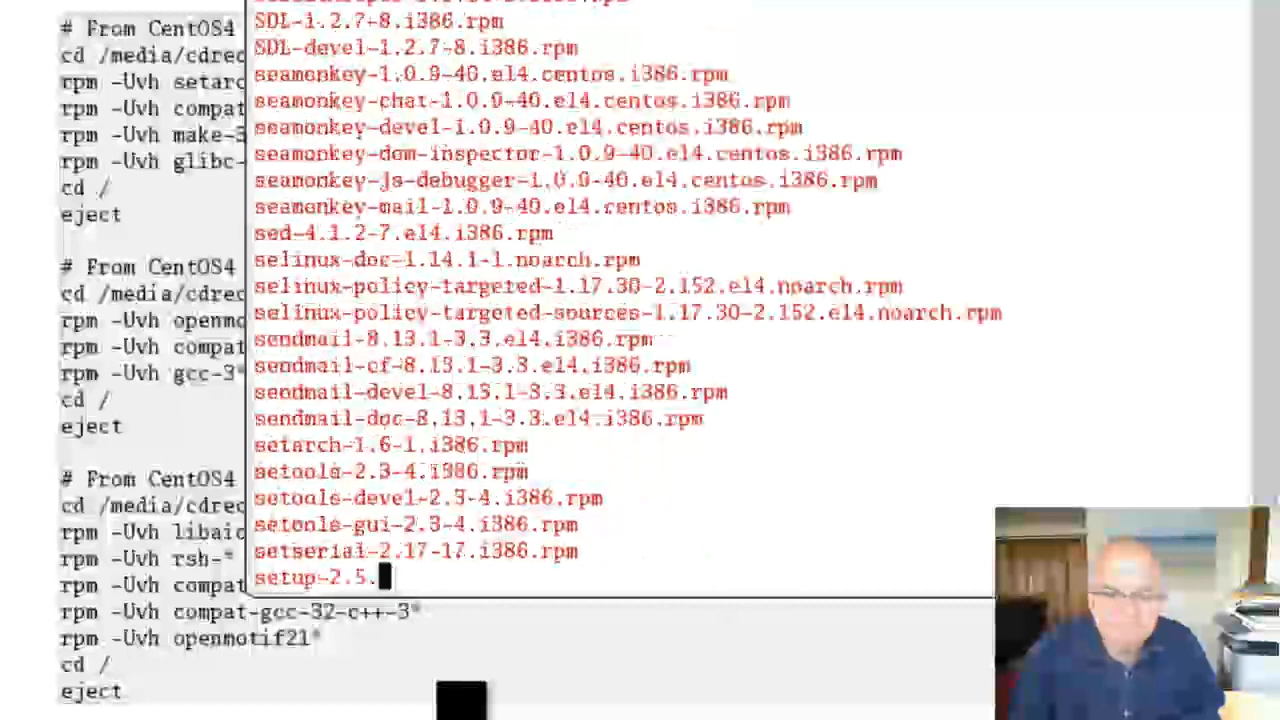 # From CentOS4
cd /media/cdrec
rpm -Uvh setarc
rpm -Uvh compat
rpm -Uvh make-3
rpm -Uvh glibc-
cd /
eject
# From CentOS4
cd /media/cdrec
rpm -Uvh openmo
rpm -Uvh compat
rpm -Uvh gcc-3*
cd /
eject
# From CentOS4
cd /media/cdrec
rpm -Uvh libaio
rpm -Uvh rsh-*
rpm -Uvh compat
rpm -Uvh compat-gcc-32-c++-3*
rpm -Uvh openmotif21*
cd /
eject
SDL-1.2.7-8.i386.rpm
SDL-devel-1.2.7-8.i386.rpm
seamonkey-1.0.9-40.el4.centos.i386.rpm
seamonkey-chat-1.0.9-40.el4.centos.i386.rpm
seamonkey-devel-1.0.9-40.el4.centos.i386.rpm
seamonkey-dom-inspector-1.0.9-40.el4.centos.i386.rpm
seamonkey-js-debugger-1.0.9-40.el4.centos.i386.rpm
seamonkey-mail-1.0.9-40.el4.centos.i386.rpm
sed-4.1.2-7.el4.i386.rpm
selinux-doc-1.14.1-1.noarch.rpm
selinux-policy-targeted-1.17.30-2.152.el4.noarch.rpm
selinux-policy-targeted-sources-1.17.30-2.152.el4.noarch.rpm
sendmail-8.13.1-3.3.el4.i386.rpm
sendmail-cf-8.13.1-3.3.el4.i386.rpm
sendmail-devel-8.13.1-3.3.el4.i386.rpm
sendmail-doc-8.13.1-3.3.el4.i386.rpm
setarch-1.6-1.i386.rpm
setools-2.3-4.i386.rpm
setools-devel-2.3-4.i386.rpm
setools-gui-2.3-4.i386.rpm
setserial-2.17-17.i386.rpm
setup-2.5.